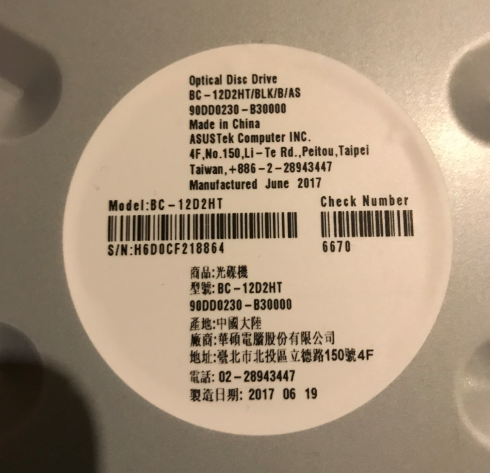 Optical Disc Drive
BC-12D2HT/BLK/B/AS
90DD0230-B30000
Made in China
ASUSTek Computer INC.
4F,No.150,Li-Te Rd.,Peitou,Taipei
Taiwan,+886-2-28943447
Manufactured June 2017
Model:BC-12D2HT
Check Number
S/N:H6D0CF218864
6670
商品:光碟機
型號:BC-12D2HT
90DD0230-B30000
產地:中國大陸
廠商:華碩電腦股份有限公司
地址:臺北市北投區立德路150號4F
電話: 02-28943447
製造日期: 2017 06 19